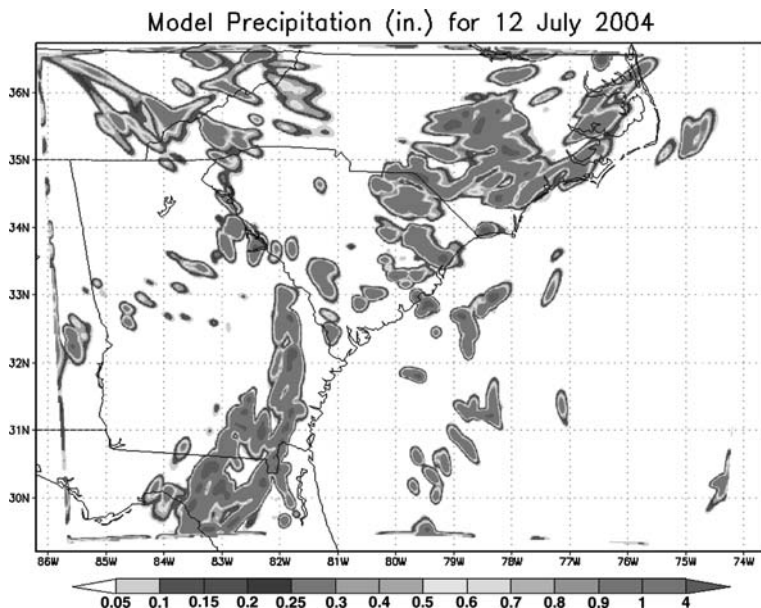 Model Precipitation (in.) for 12 July 2004
36N
35N
34N
33N
32N
31N
30N
86W 85W 84W 83W 82W 81W 80W 79W 78W 77W 76W 75W 74W
0.05 0.1 0.15 0.2 0.25 0.3 0.4 0.5 0.6 0.7 0.8 0.9 1 4